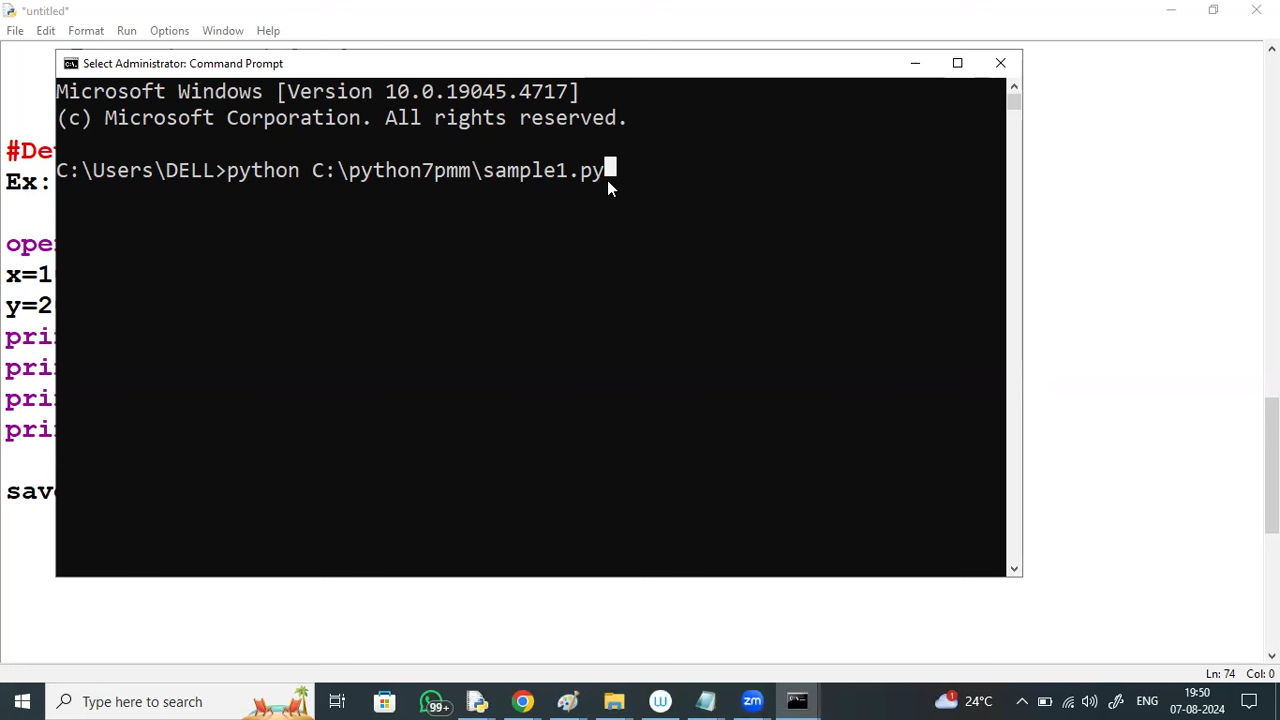 *untitled*
File Edit Format Run Options Window Help
Select Administrator: Command Prompt
Microsoft Windows [Version 10.0.19045.4717]
(c) Microsoft Corporation. All rights reserved.
#De
C:\Users\DELL>python C:\python7pmm\sample1.py
Ex:
ope
x=1
y=2
pri
pri
pri
pri
save
Ln: 74 Col: 0
Type here to search
99+
1
24°C
ENG
19:50
07-08-2024